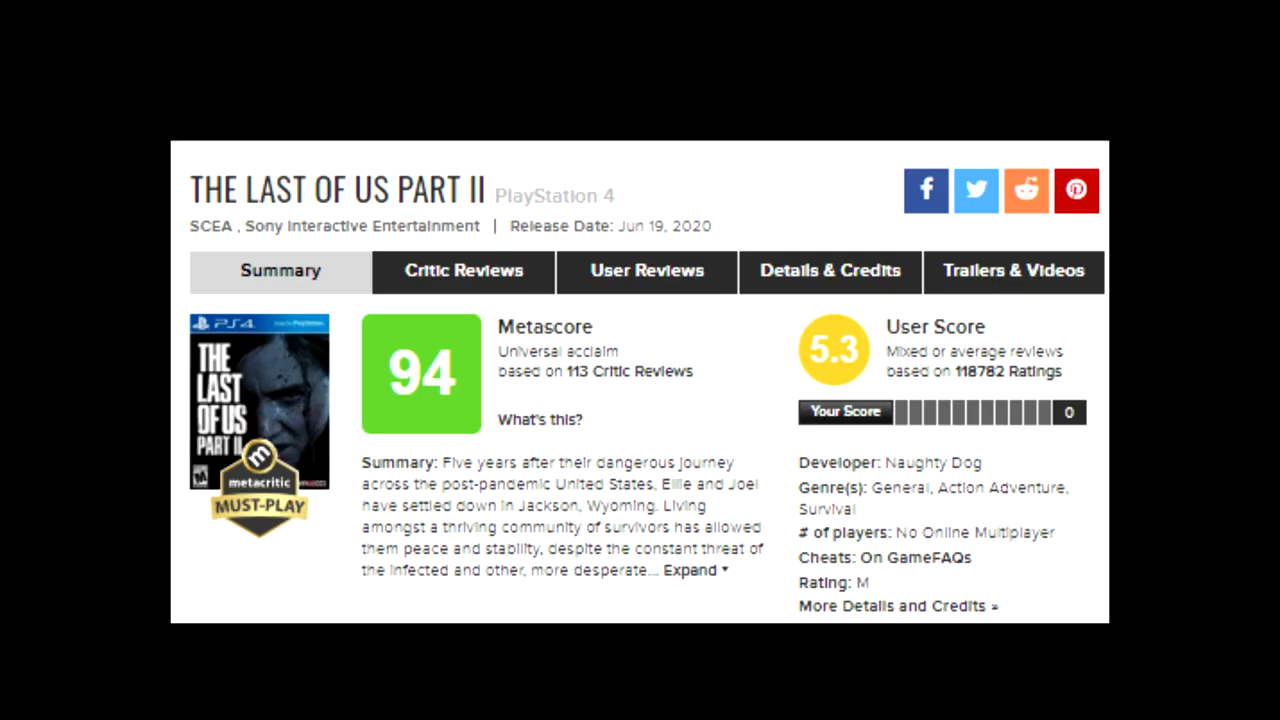 THE LAST OF US PART II PlayStation 4
SCEA , Sony Interactive Entertainment | Release Date: Jun 19, 2020
Summary Critic Reviews User Reviews Details & Credits Trailers & Videos
PS4
THE
LAST
OF US
PART II
metacritic
MUST-PLAY
94
Metascore
Universal acclaim
based on 113 Critic Reviews
What's this?
Summary: Five years after their dangerous journey
across the post-pandemic United States, Ellie and Joel
have settled down in Jackson, Wyoming. Living
amongst a thriving community of survivors has allowed
them peace and stability, despite the constant threat of
the infected and other, more desperate... Expand
5.3
User Score
Mixed or average reviews
based on 118782 Ratings
Your Score 0
Developer: Naughty Dog
Genre(s): General, Action Adventure,
Survival
# of players: No Online Multiplayer
Cheats: On GameFAQs
Rating: M
More Details and Credits »